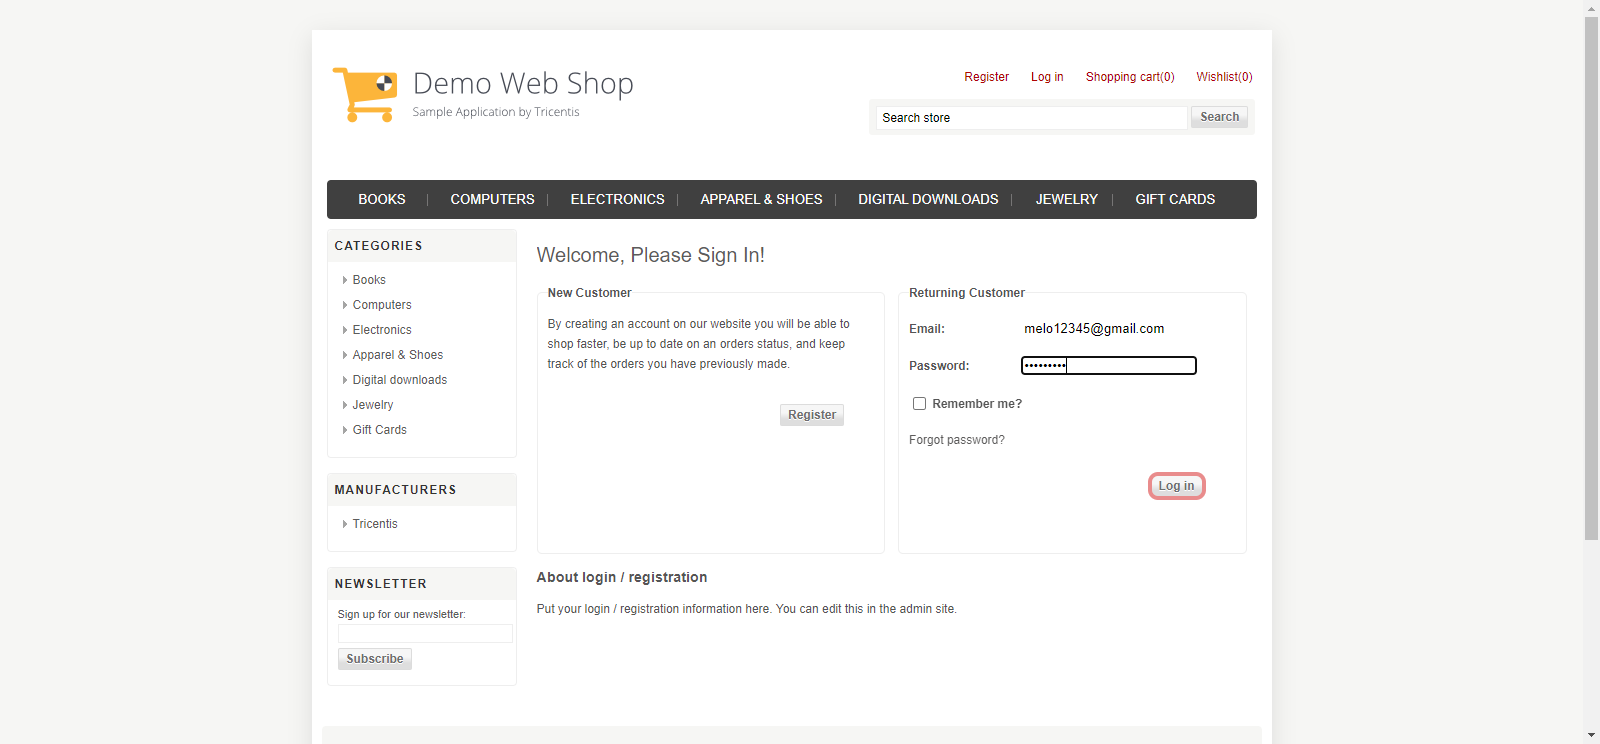 Demo Web Shop
Sample Application by Tricentis
Register Log in Shopping cart(0) Wishlist(0)
Search store Search
BOOKS COMPUTERS ELECTRONICS APPAREL & SHOES DIGITAL DOWNLOADS JEWELRY GIFT CARDS
CATEGORIES
Books
Computers
Electronics
Apparel & Shoes
Digital downloads
Jewelry
Gift Cards
MANUFACTURERS
Tricentis
NEWSLETTER
Sign up for our newsletter:
Subscribe
Welcome, Please Sign In!
New Customer
By creating an account on our website you will be able to
shop faster, be up to date on an orders status, and keep
track of the orders you have previously made.
Register
Returning Customer
Email: melo12345@gmail.com
Password: •••••••••
Remember me?
Forgot password?
Log in
About login / registration
Put your login / registration information here. You can edit this in the admin site.